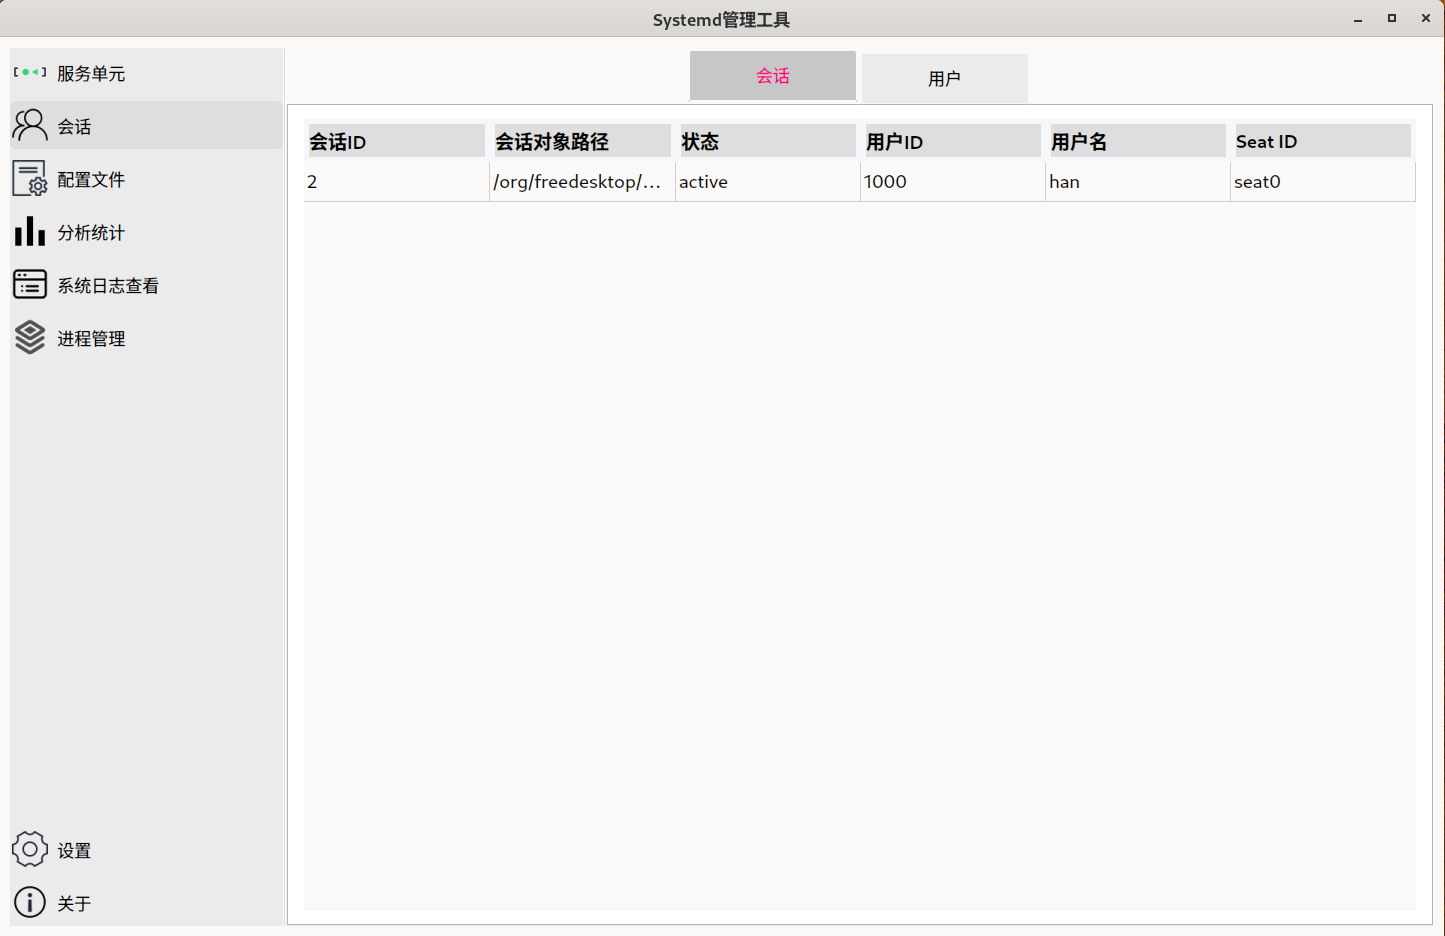 Systemd管理工具
服务单元
会话
配置文件
分析统计
系统日志查看
进程管理
设置
关于
会话 用户
会话ID 会话对象路径 状态 用户ID 用户名 Seat ID
2 /org/freedesktop/... active 1000 han seat0